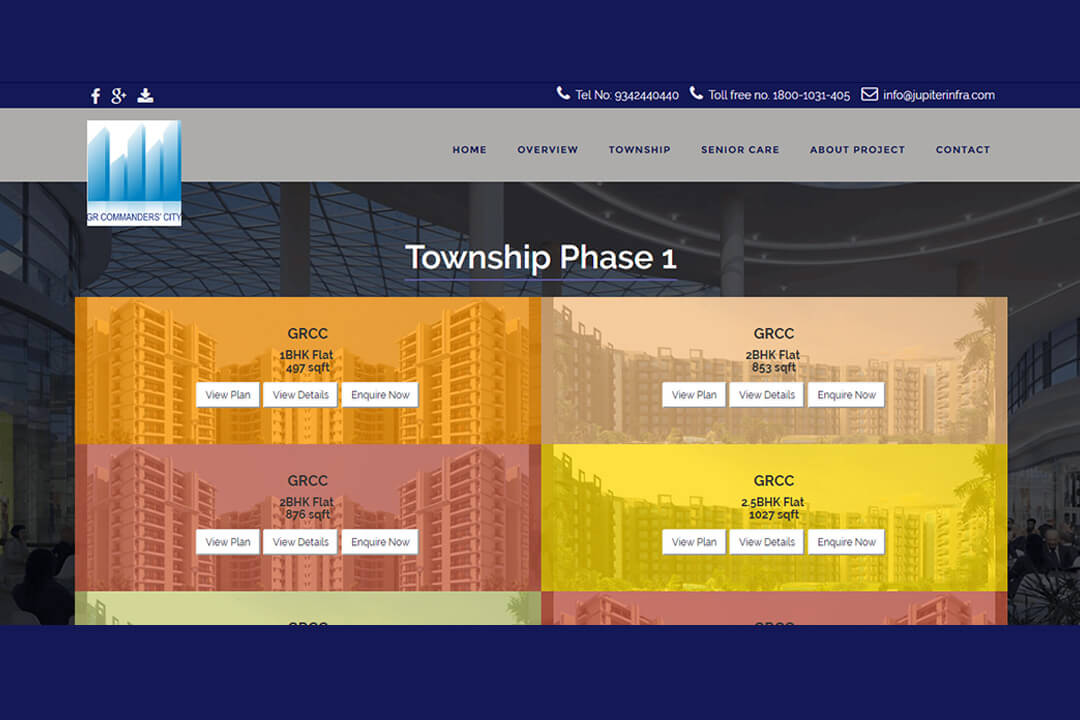 Tel No: 9342440440 Toll free no. 1800-1031-405 info@jupiterinfra.com
GR COMMANDERS' CITY
HOME OVERVIEW TOWNSHIP SENIOR CARE ABOUT PROJECT CONTACT
Township Phase 1
GRCC
1BHK Flat
497 sqft
View Plan View Details Enquire Now
GRCC
2BHK Flat
853 sqft
View Plan View Details Enquire Now
GRCC
2BHK Flat
876 sqft
View Plan View Details Enquire Now
GRCC
2.5BHK Flat
1027 sqft
View Plan View Details Enquire Now